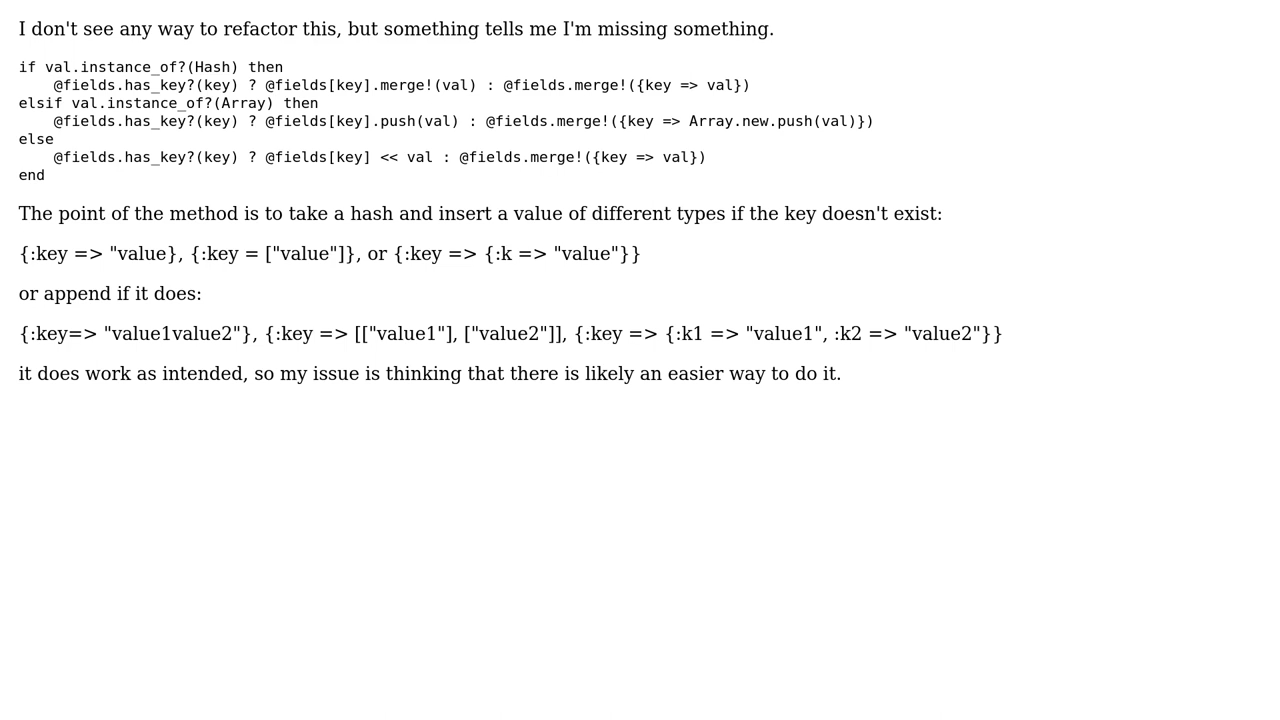 I don't see any way to refactor this, but something tells me I'm missing something.
if val.instance_of?(Hash) then
    @fields.has_key?(key) ? @fields[key].merge!(val) : @fields.merge!({key => val})
elsif val.instance_of?(Array) then
    @fields.has_key?(key) ? @fields[key].push(val) : @fields.merge!({key => Array.new.push(val)})
else
    @fields.has_key?(key) ? @fields[key] << val : @fields.merge!({key => val})
end
The point of the method is to take a hash and insert a value of different types if the key doesn't exist:
{:key => "value}, {:key = ["value"]}, or {:key => {:k => "value"}}
or append if it does:
{:key=> "value1value2"}, {:key => [["value1"], ["value2"]], {:key => {:k1 => "value1", :k2 => "value2"}}
it does work as intended, so my issue is thinking that there is likely an easier way to do it.